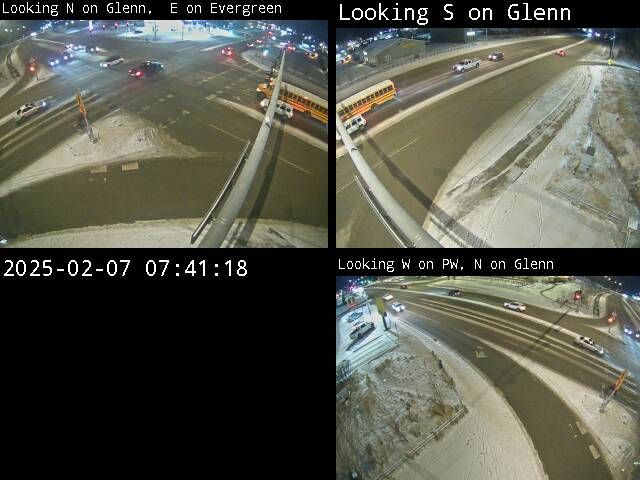 Looking N on Glenn,  E on Evergreen
Looking S on Glenn
2025-02-07 07:41:18
Looking W on PW, N on Glenn